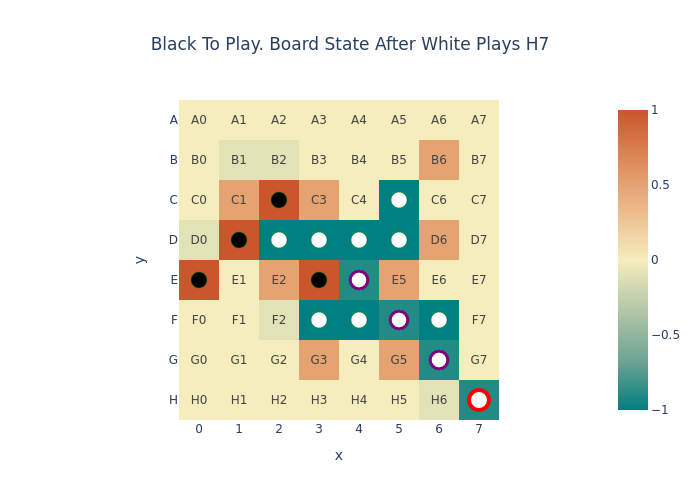 Black To Play. Board State After White Plays H7
A A0 A1 A2 A3 A4 A5 A6 A7
B B0 B1 B2 B3 B4 B5 B6 B7
C C0 C1 C3 C4 C6 C7
D D0 D6 D7
E E1 E2 E5 E6 E7
F F0 F1 F2 F7
G G0 G1 G2 G3 G4 G5 G7
H H0 H1 H2 H3 H4 H5 H6
0 1 2 3 4 5 6 7
x
y
1
0.5
0
−0.5
−1